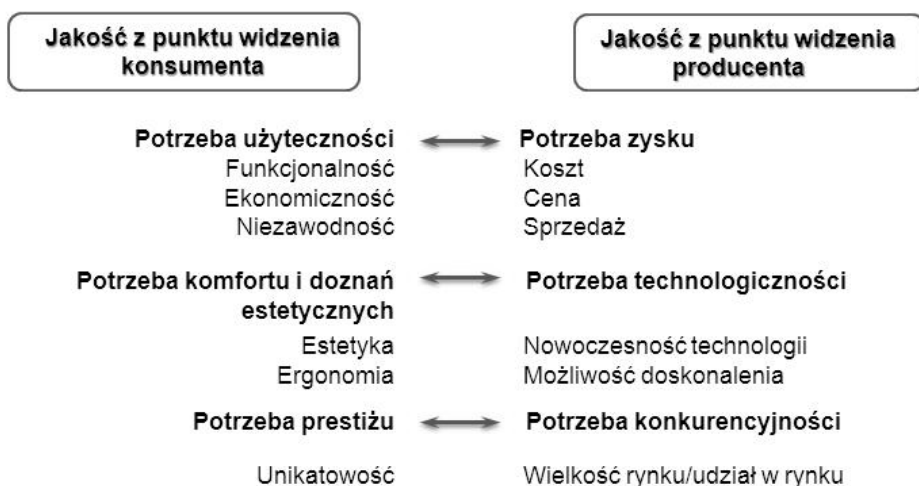 Jakość z punktu widzenia
konsumenta
Jakość z punktu widzenia
producenta
Potrzeba użyteczności
Potrzeba zysku
Funkcjonalność
Koszt
Ekonomiczność
Cena
Niezawodność
Sprzedaż
Potrzeba komfortu i doznań
estetycznych
Potrzeba technologiczności
Estetyka
Nowoczesność technologii
Ergonomia
Możliwość doskonalenia
Potrzeba prestiżu
Potrzeba konkurencyjności
Unikatowość
Wielkość rynku/udział w rynku